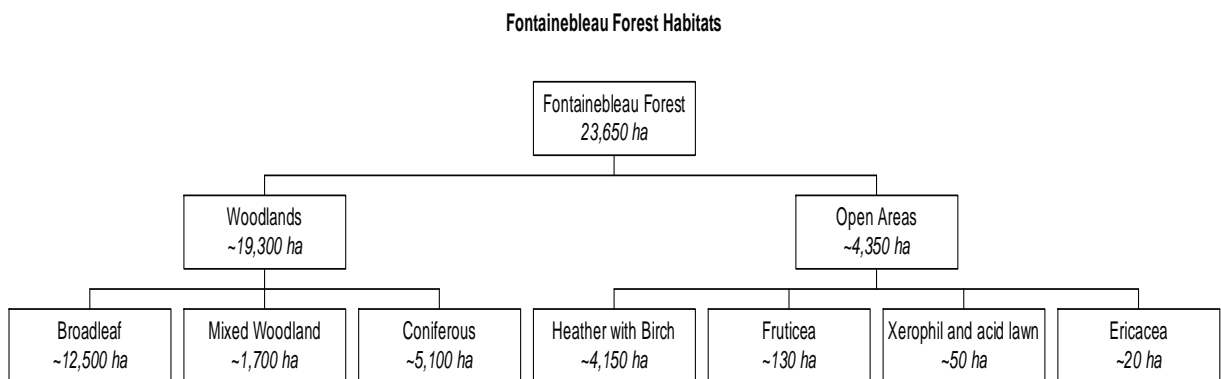 Fontainebleau Forest Habitats
Fontainebleau Forest
23,650 ha
Woodlands
~19,300 ha
Open Areas
~4,350 ha
Broadleaf
~12,500 ha
Mixed Woodland
~1,700 ha
Coniferous
~5,100 ha
Heather with Birch
~4,150 ha
Fruticea
~130 ha
Xerophil and acid lawn
~50 ha
Ericacea
~20 ha